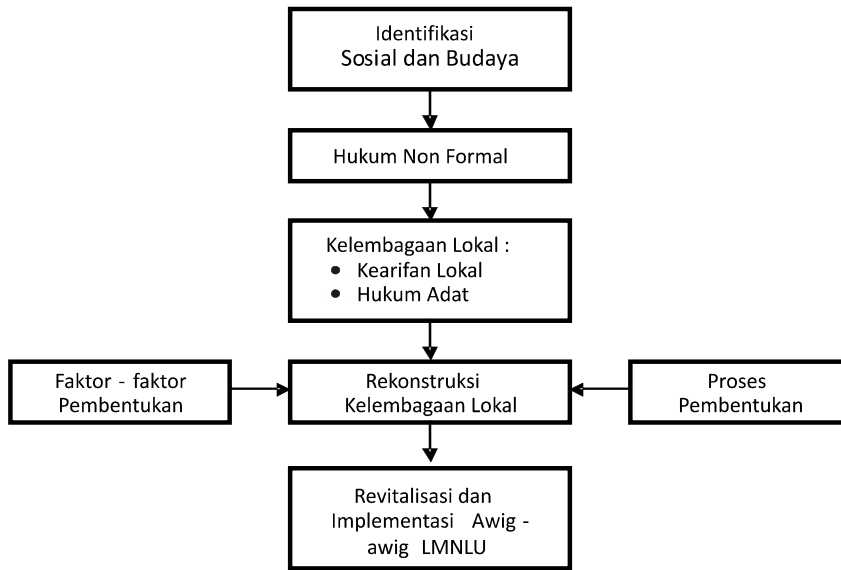 Identifikasi
Sosial dan Budaya
Hukum Non Formal
Kelembagaan Lokal :
• Kearifan Lokal
• Hukum Adat
Faktor - faktor
Pembentukan
Rekonstruksi
Kelembagaan Lokal
Proses
Pembentukan
Revitalisasi dan
Implementasi Awig -
awig LMNLU